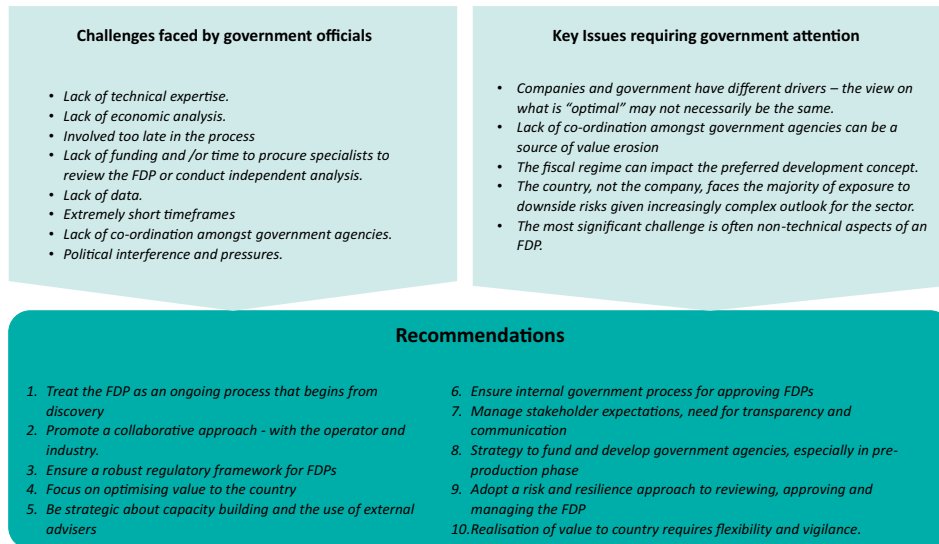 Challenges faced by government officials
• Lack of technical expertise.
• Lack of economic analysis.
• Involved too late in the process
• Lack of funding and /or time to procure specialists to
review the FDP or conduct independent analysis.
• Lack of data.
• Extremely short timeframes
• Lack of co-ordination amongst government agencies.
• Political interference and pressures.
Key Issues requiring government attention
• Companies and government have different drivers – the view on
what is “optimal” may not necessarily be the same.
• Lack of co-ordination amongst government agencies can be a
source of value erosion
• The fiscal regime can impact the preferred development concept.
• The country, not the company, faces the majority of exposure to
downside risks given increasingly complex outlook for the sector.
• The most significant challenge is often non-technical aspects of an
FDP.
Recommendations
1. Treat the FDP as an ongoing process that begins from
discovery
2. Promote a collaborative approach - with the operator and
industry.
3. Ensure a robust regulatory framework for FDPs
4. Focus on optimising value to the country
5. Be strategic about capacity building and the use of external
advisers
6. Ensure internal government process for approving FDPs
7. Manage stakeholder expectations, need for transparency and
communication
8. Strategy to fund and develop government agencies, especially in pre-
production phase
9. Adopt a risk and resilience approach to reviewing, approving and
managing the FDP
10.Realisation of value to country requires flexibility and vigilance.